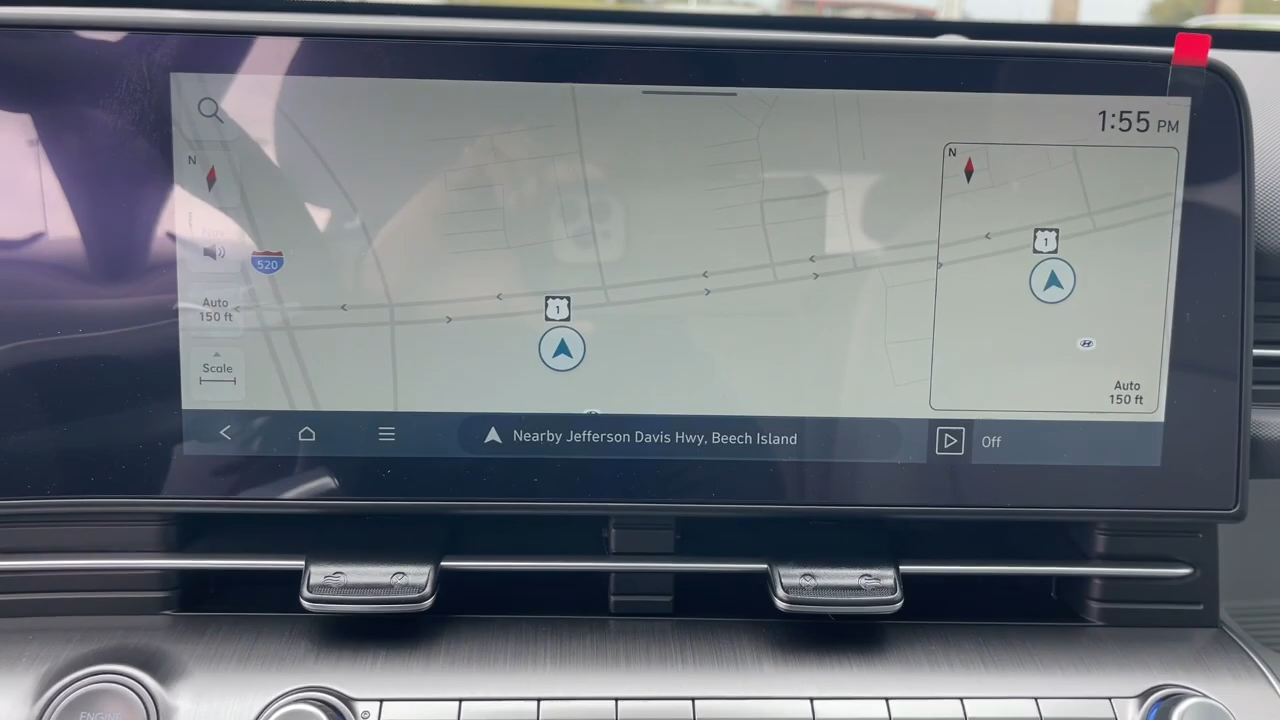 1:55 PM
N
N
1
520
Auto
150 ft
1
Scale
Auto
150 ft
Nearby Jefferson Davis Hwy, Beech Island
Off
ENGINE